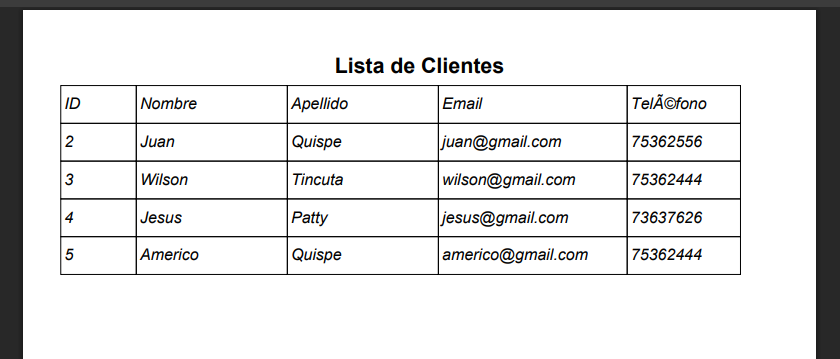 Lista de Clientes
ID Nombre Apellido Email TelÃ©fono
2 Juan Quispe juan@gmail.com 75362556
3 Wilson Tincuta wilson@gmail.com 75362444
4 Jesus Patty jesus@gmail.com 73637626
5 Americo Quispe americo@gmail.com 75362444